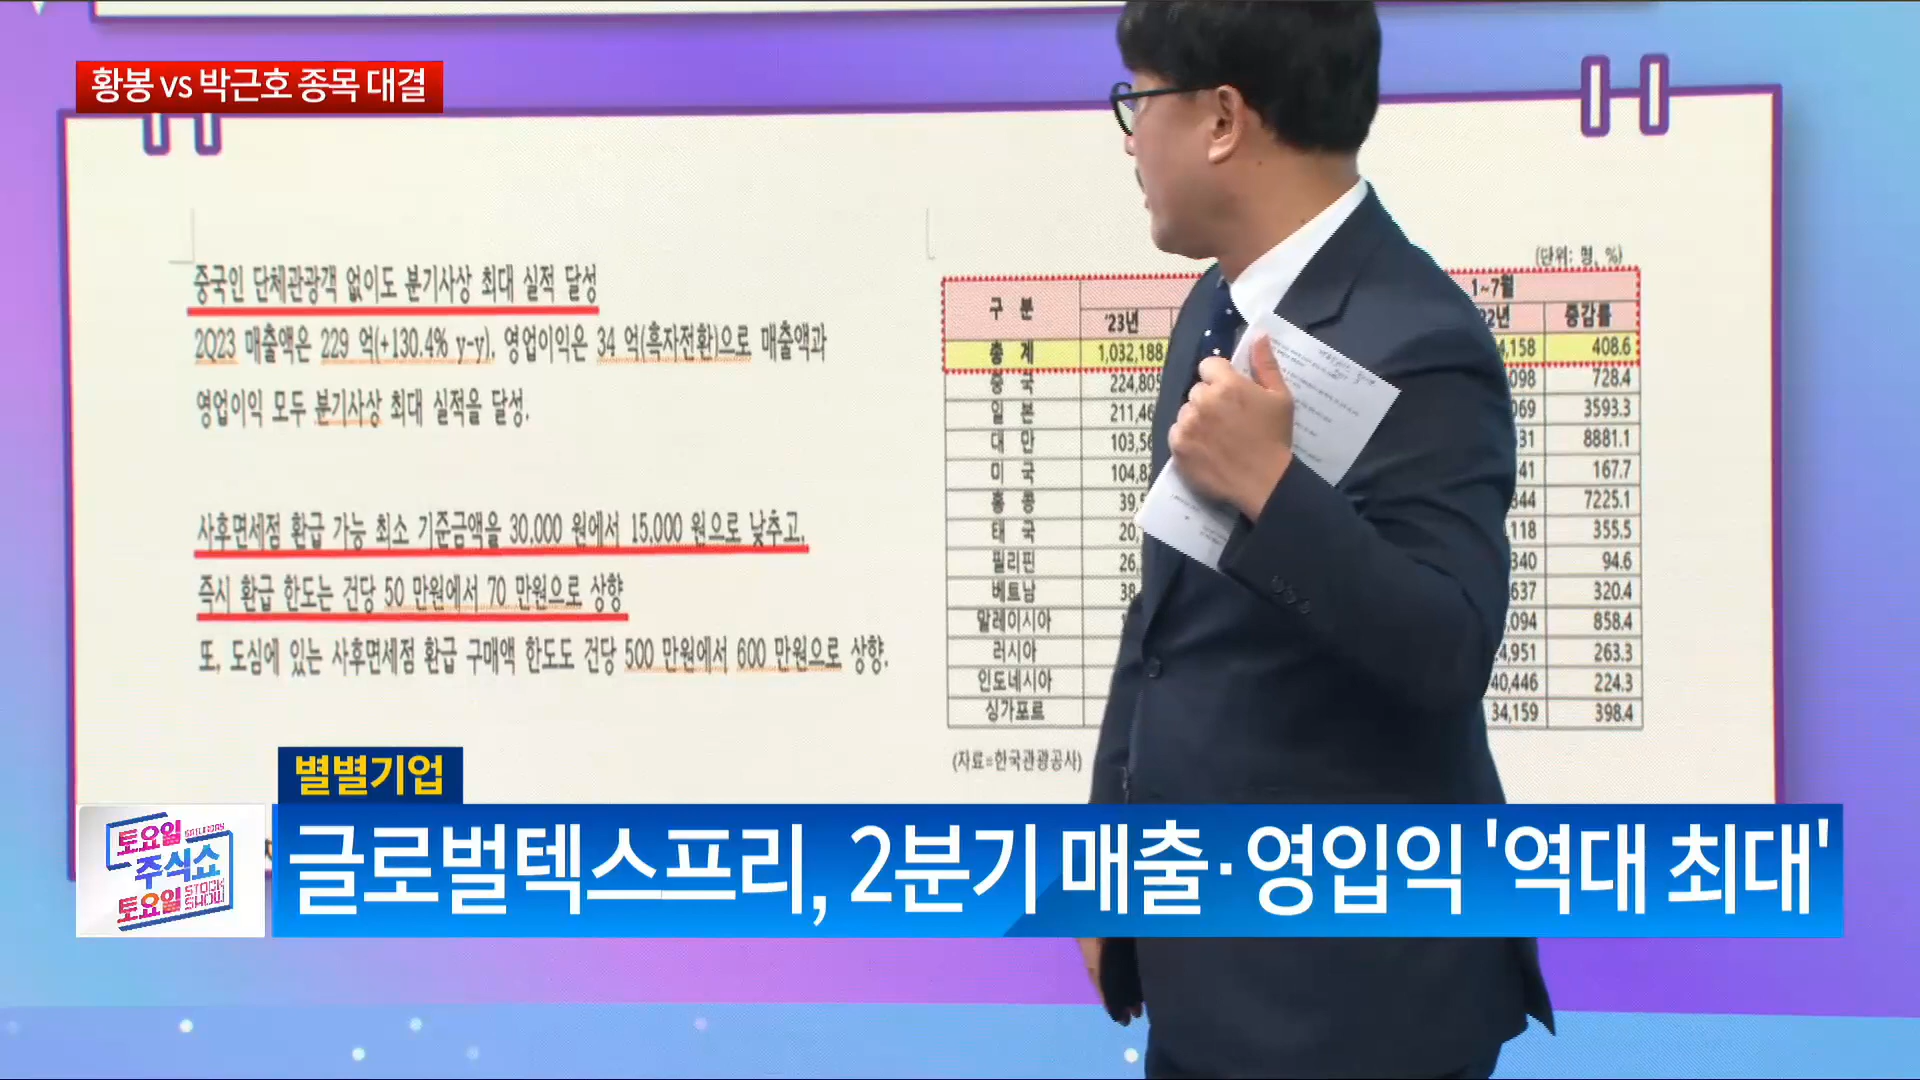 황봉 vs 박근호 종목 대결
중국인 단체관광객 없이도 분기사상 최대 실적 달성
2Q23 매출액은 229 억(+130.4% y-y), 영업이익은 34 억(흑자전환)으로 매출액과
영업이익 모두 분기사상 최대 실적을 달성.
사후면세점 환급 가능 최소 기준금액을 30,000 원에서 15,000 원으로 낮추고,
즉시 환급 한도는 건당 50 만원에서 70 만원으로 상향
또, 도심에 있는 사후면세점 환급 구매액 한도도 건당 500 만원에서 600 만원으로 상향.
(단위: 명, %)
구 분 1~7월
'23년 증감률
총 계 1,032,188 408.6
중 국 224,805 728.4
일 본 3593.3
대 만 8881.1
미 국 167.7
홍 콩 7225.1
태 국 355.5
필리핀 94.6
베트남 320.4
말레이시아 858.4
러시아 263.3
인도네시아 40,446 224.3
싱가포르 34,159 398.4
(자료=한국관광공사)
별별기업
토요일 SATURDAY
주식쇼
토요일 STOCK SHOW
글로벌텍스프리, 2분기 매출·영입익 '역대 최대'